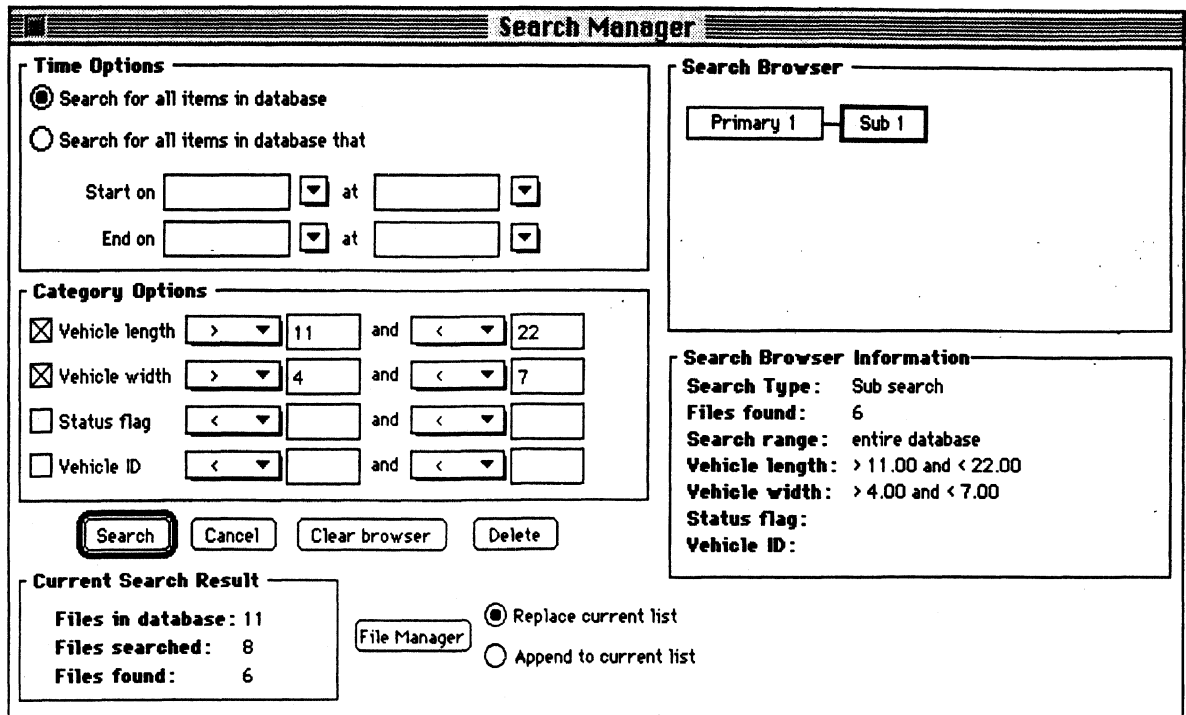 Search Manager
Time Options
Search for all items in database
Search for all items in database that
Start on at
End on at
Category Options
Vehicle length > 11 and < 22
Vehicle width > 4 and < 7
Status flag < and <
Vehicle ID < and <
Search Cancel Clear browser Delete
Current Search Result
Files in database: 11
Files searched: 8
Files found: 6
File Manager
Replace current list
Append to current list
Search Browser
Primary 1 Sub 1
Search Browser Information
Search Type: Sub search
Files found: 6
Search range: entire database
Vehicle length: > 11.00 and < 22.00
Vehicle width: > 4.00 and < 7.00
Status flag:
Vehicle ID: